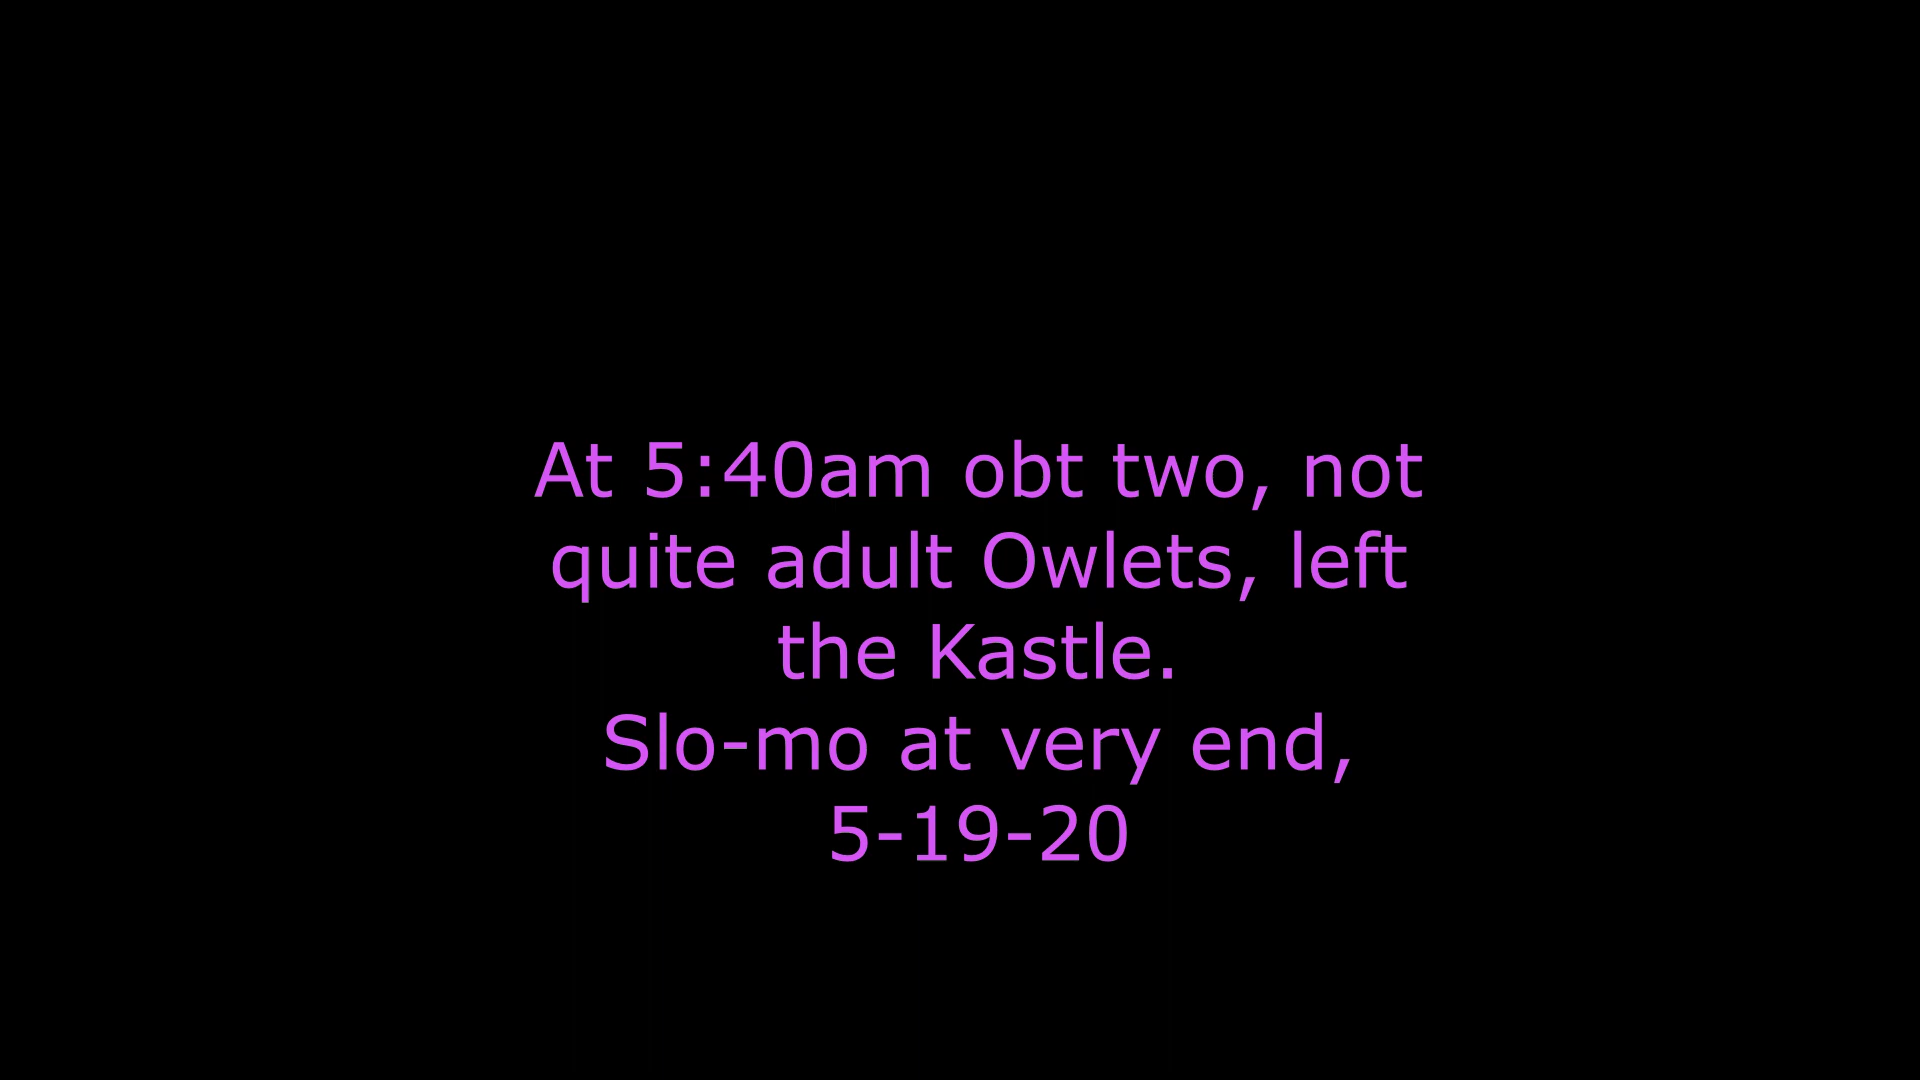 At 5:40am obt two, not
quite adult Owlets, left
the Kastle.
Slo-mo at very end,
5-19-20